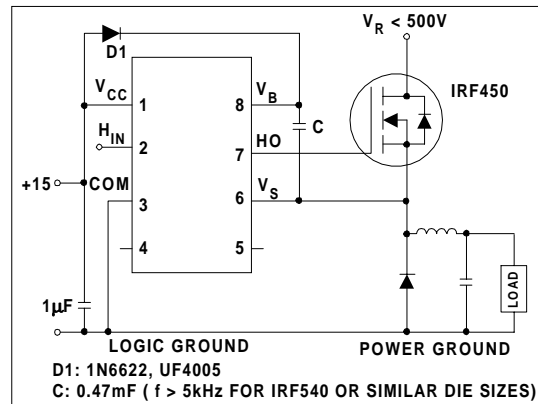 V_R < 500V
D1
IRF450
V_CC
1
8
V_B
C
H_IN
2
7
HO
+15
COM
3
6
V_S
4
5
1µF
LOAD
LOGIC GROUND
POWER GROUND
D1: 1N6622, UF4005
C: 0.47mF ( f > 5kHz FOR IRF540 OR SIMILAR DIE SIZES)